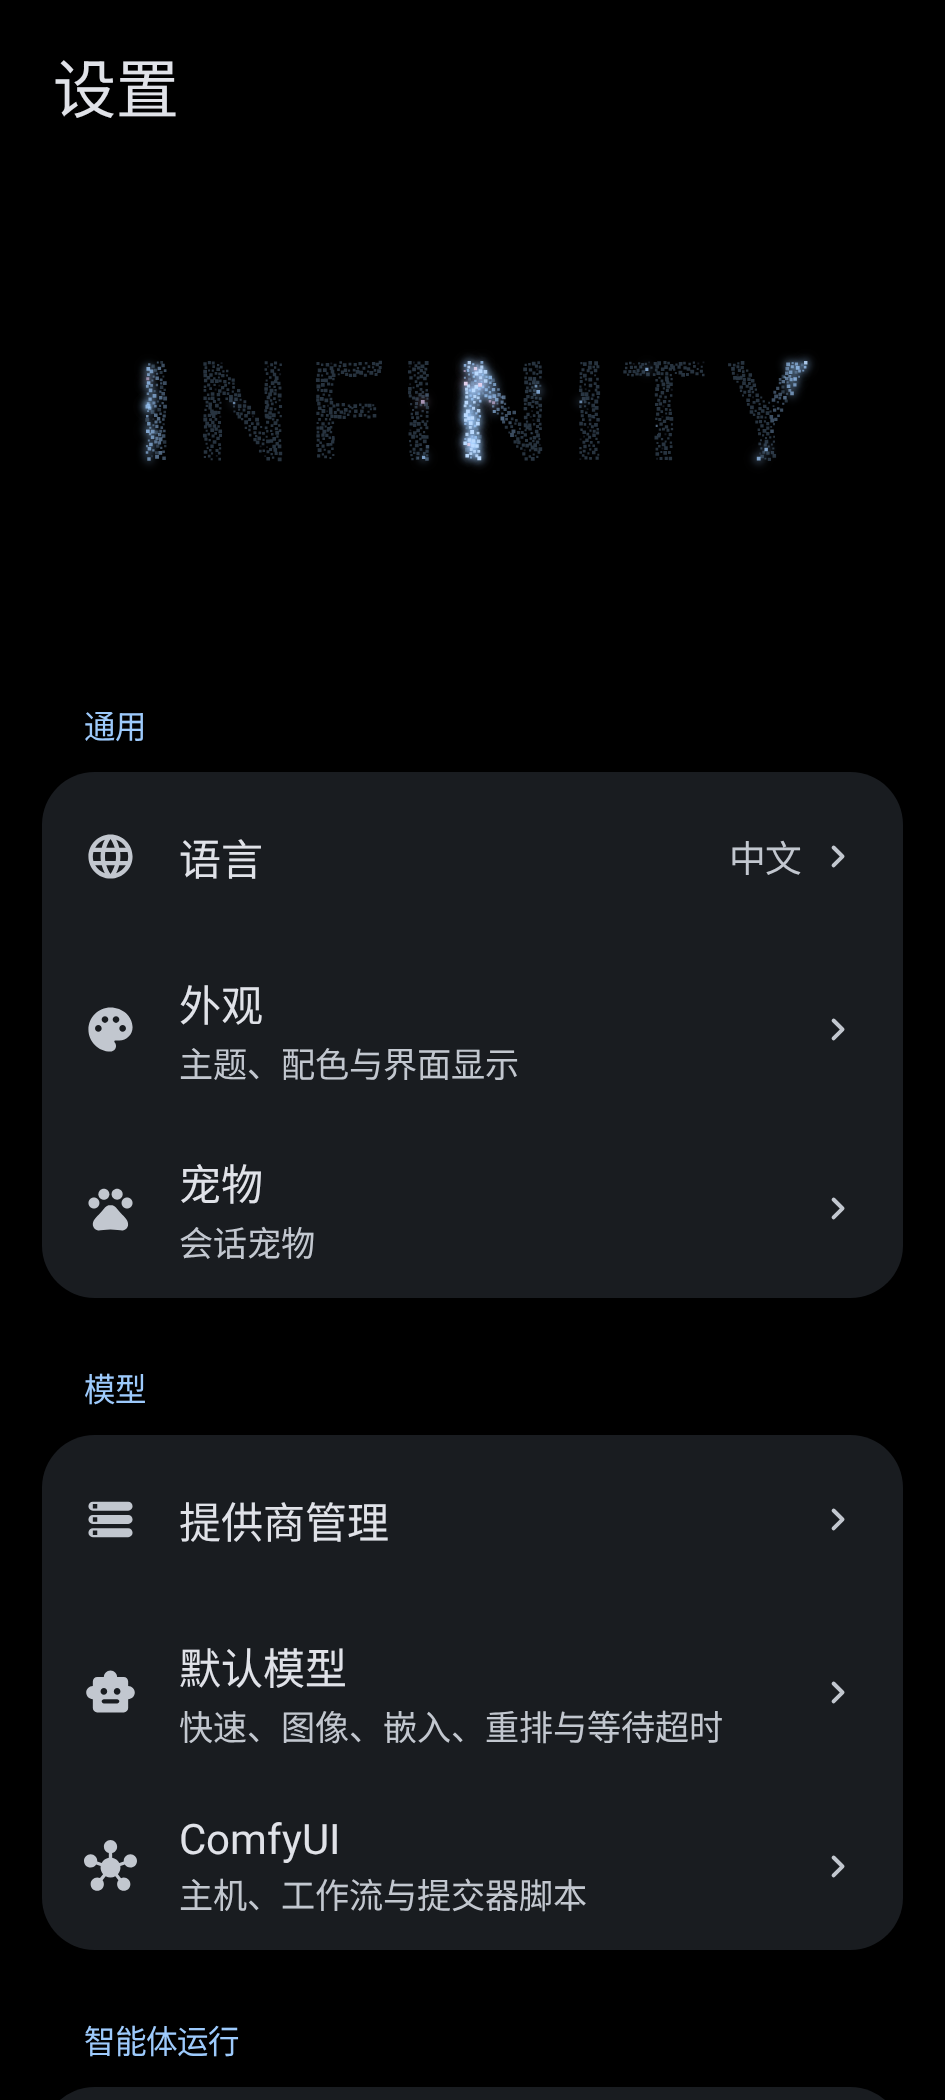 设置
INFINITY
通用
语言
中文
外观
主题、配色与界面显示
宠物
会话宠物
模型
提供商管理
默认模型
快速、图像、嵌入、重排与等待超时
ComfyUI
主机、工作流与提交器脚本
智能体运行